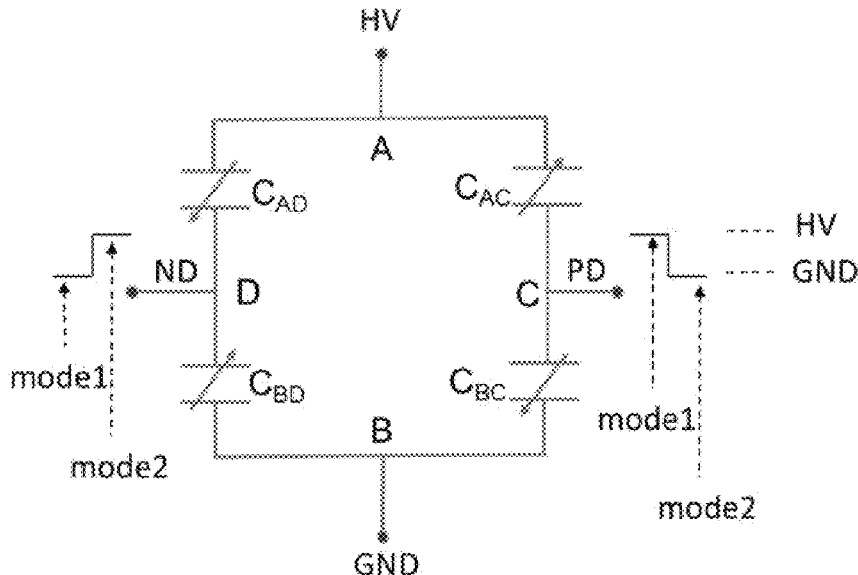 HV
A
C_AD
C_AC
HV
GND
ND
D
C
PD
mode1
C_BD
C_BC
mode1
mode2
B
mode2
GND